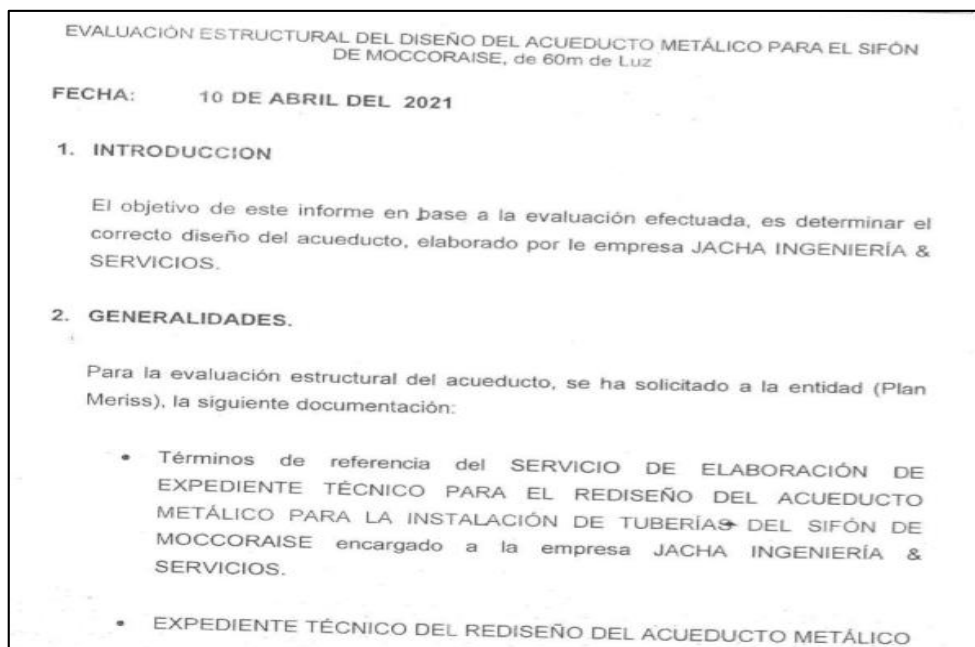 EVALUACIÓN ESTRUCTURAL DEL DISEÑO DEL ACUEDUCTO METÁLICO PARA EL SIFÓN
DE MOCCORAISE, de 60m de Luz
FECHA: 10 DE ABRIL DEL 2021
1. INTRODUCCION
El objetivo de este informe en base a la evaluación efectuada, es determinar el
correcto diseño del acueducto, elaborado por le empresa JACHA INGENIERÍA &
SERVICIOS.
2. GENERALIDADES.
Para la evaluación estructural del acueducto, se ha solicitado a la entidad (Plan
Meriss), la siguiente documentación:
• Términos de referencia del SERVICIO DE ELABORACIÓN DE
EXPEDIENTE TÉCNICO PARA EL REDISEÑO DEL ACUEDUCTO
METÁLICO PARA LA INSTALACIÓN DE TUBERÍAS DEL SIFÓN DE
MOCCORAISE encargado a la empresa JACHA INGENIERÍA &
SERVICIOS.
• EXPEDIENTE TÉCNICO DEL REDISEÑO DEL ACUEDUCTO METÁLICO